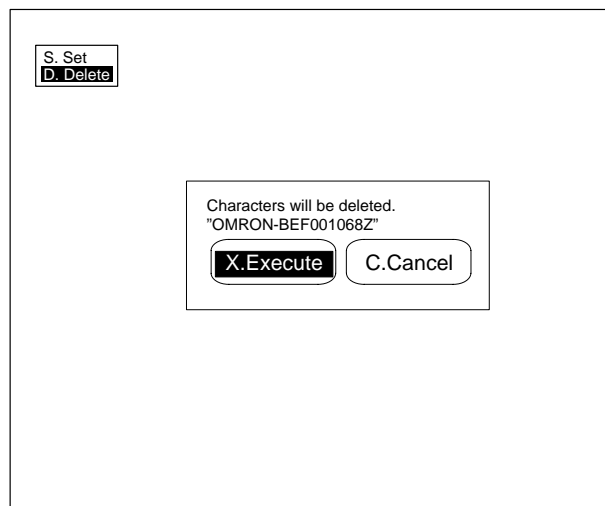 S. Set
D. Delete
Characters will be deleted.
”OMRON-BEF001068Z”
X.Execute
C.Cancel